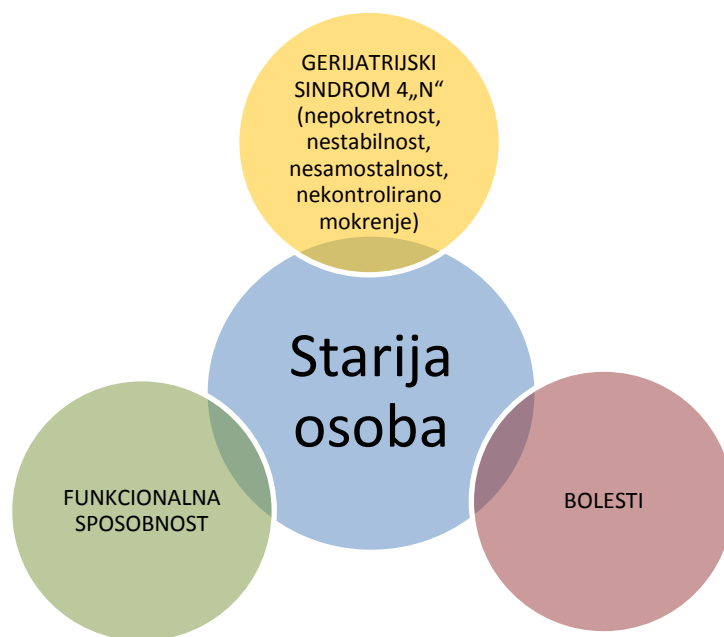 GERIJATRIJSKI
SINDROM 4„N“
(nepokretnost,
nestabilnost,
nesamostalnost,
nekontrolirano
mokrenje)
Starija
osoba
FUNKCIONALNA
SPOSOBNOST
BOLESTI